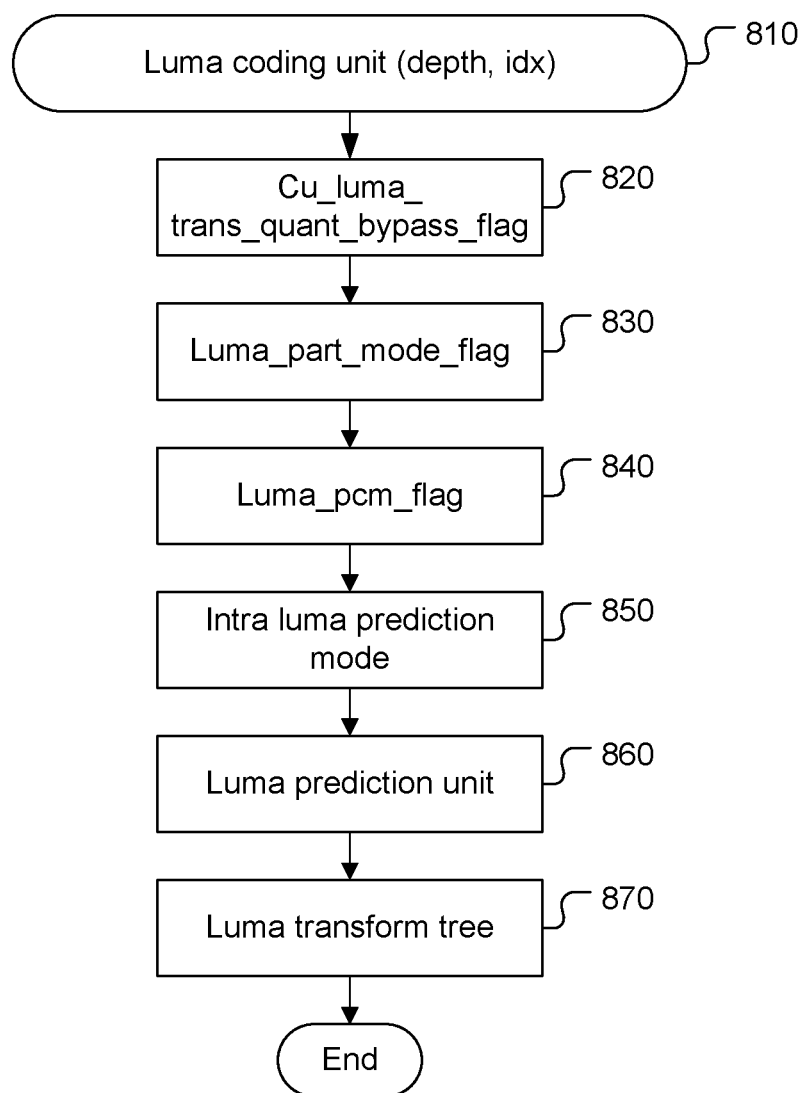 810
Luma coding unit (depth, idx)
820
Cu_luma_
trans_quant_bypass_flag
830
Luma_part_mode_flag
840
Luma_pcm_flag
850
Intra luma prediction
mode
860
Luma prediction unit
870
Luma transform tree
End